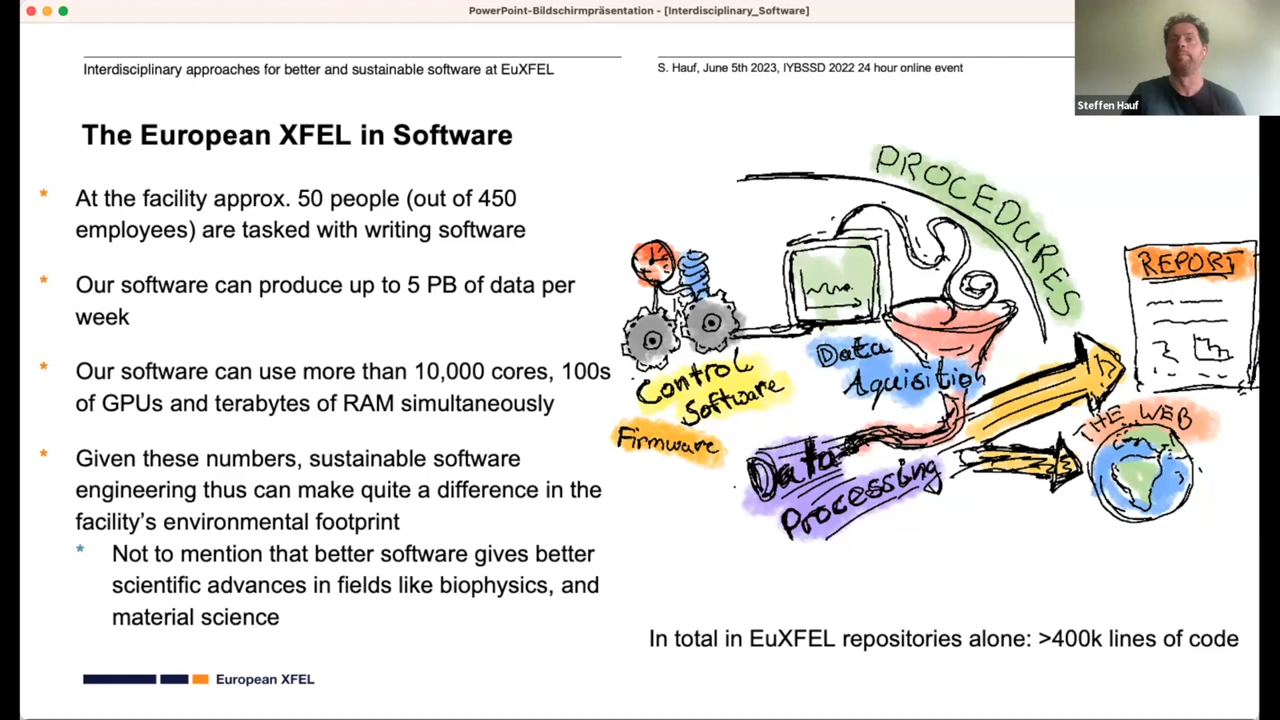 PowerPoint-Bildschirmpräsentation - [Interdisciplinary_Software]
Interdisciplinary approaches for better and sustainable software at EuXFEL
S. Hauf, June 5th 2023, IYBSSD 2022 24 hour online event
Steffen Hauf
The European XFEL in Software
* At the facility approx. 50 people (out of 450
employees) are tasked with writing software
* Our software can produce up to 5 PB of data per
week
* Our software can use more than 10,000 cores, 100s
of GPUs and terabytes of RAM simultaneously
* Given these numbers, sustainable software
engineering thus can make quite a difference in the
facility's environmental footprint
* Not to mention that better software gives better
scientific advances in fields like biophysics, and
material science
PROCEDURES
REPORT
Data
Aquisition
Control
Software
Firmware
THE WEB
Data
Processing
In total in EuXFEL repositories alone: >400k lines of code
European XFEL